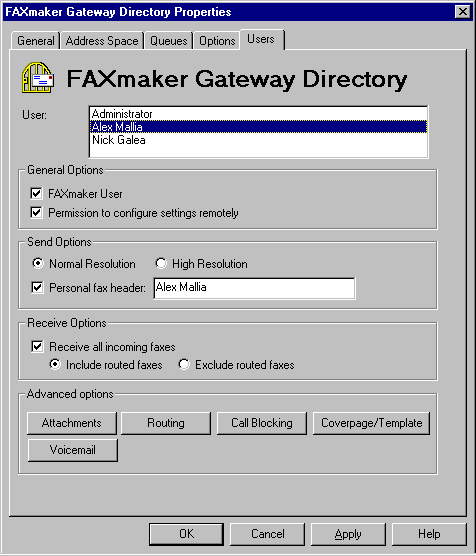 FAXmaker Gateway Directory Properties
General Address Space Queues Options Users
FAXmaker Gateway Directory
User:
Administrator
Alex Mallia
Nick Galea
General Options
FAXmaker User
Permission to configure settings remotely
Send Options
Normal Resolution High Resolution
Personal fax header: Alex Mallia
Receive Options
Receive all incoming faxes
Include routed faxes Exclude routed faxes
Advanced options
Attachments Routing Call Blocking Coverpage/Template
Voicemail
OK Cancel Apply Help